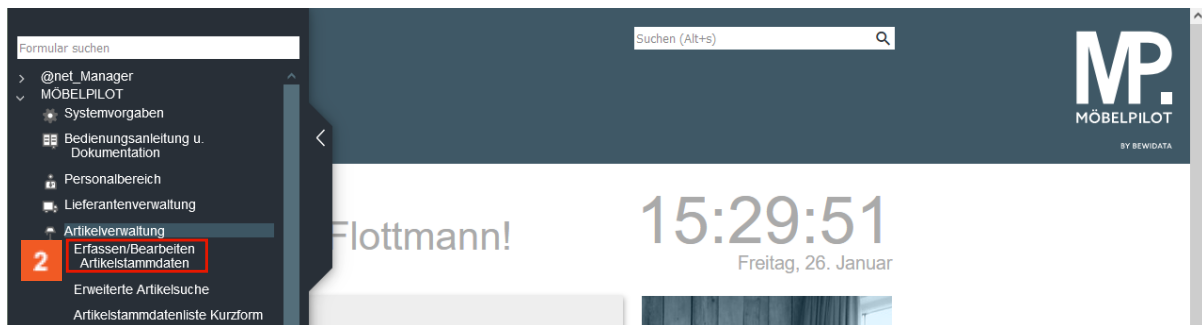 Formular suchen
Suchen (Alt+s)
@net_Manager
MÖBELPILOT
Systemvorgaben
Bedienungsanleitung u.
Dokumentation
Personalbereich
Lieferantenverwaltung
Artikelverwaltung
2
Erfassen/Bearbeiten
Artikelstammdaten
Erweiterte Artikelsuche
Artikelstammdatenliste Kurzform
MP.
MÖBELPILOT
BY BEWIDATA
Flottmann!
15:29:51
Freitag, 26. Januar